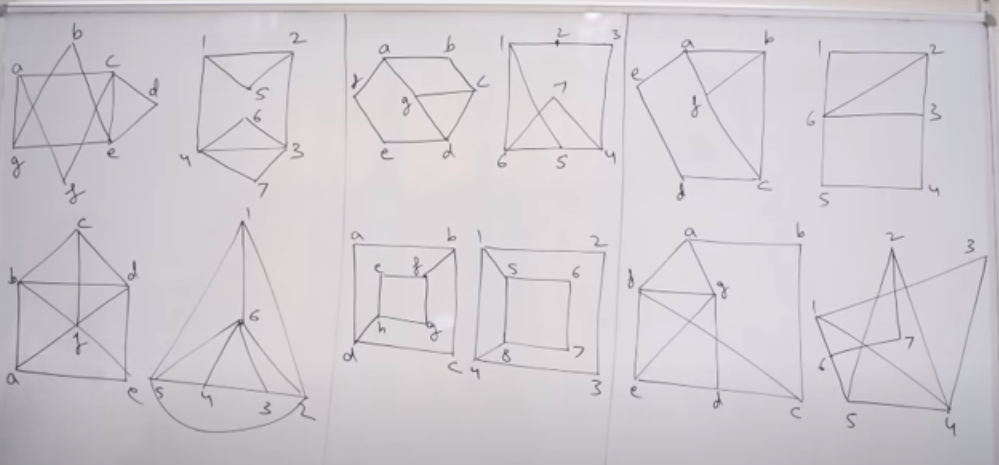 b
a c d
g e
f
1 2
5
6
4 3
7
a b
f g c
e d
1 2 3
7
6 5 4
a b
e f
d c
1 2
6 3
5 4
c
b d
f
a e
1
6
5 4 3 2
a b
e f
h g
d c
1 2
5 6
8 7
4 3
a b
f g
e d c
2 3
1
6 7
5 4